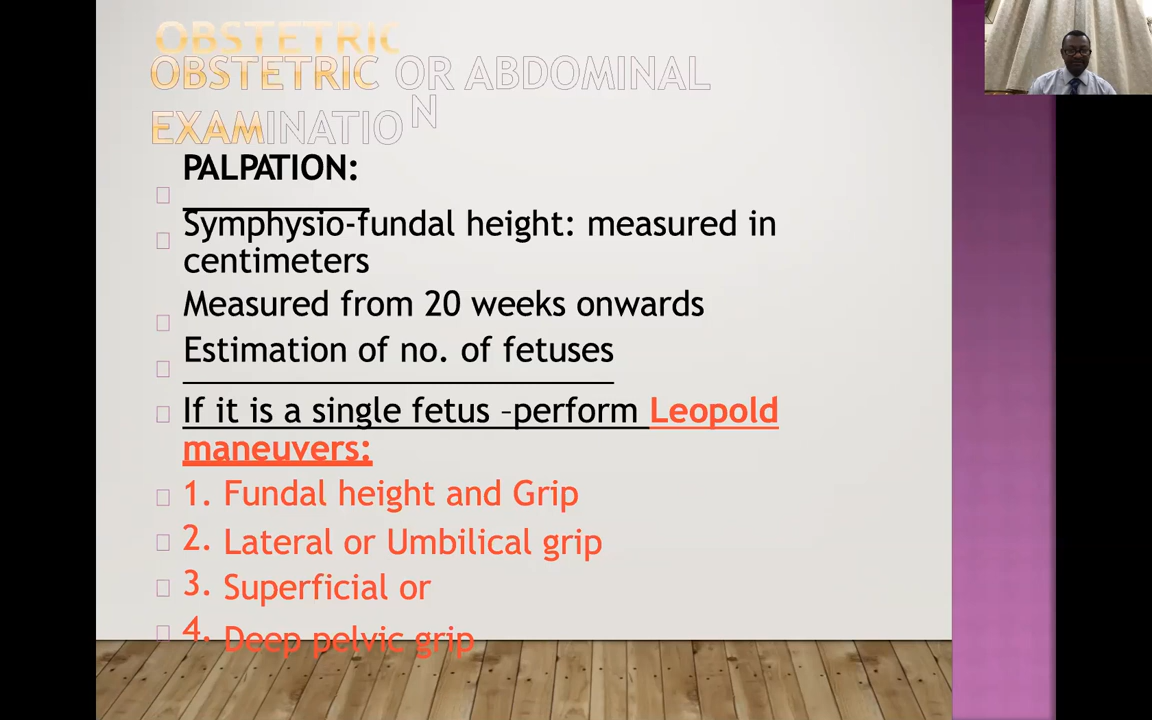 OBSTETRIC
OBSTETRIC OR ABDOMINAL
EXAMINATION
PALPATION:
Symphysio-fundal height: measured in
centimeters
Measured from 20 weeks onwards
Estimation of no. of fetuses
If it is a single fetus –perform Leopold
maneuvers:
1. Fundal height and Grip
2. Lateral or Umbilical grip
3. Superficial or
4. Deep pelvic grip